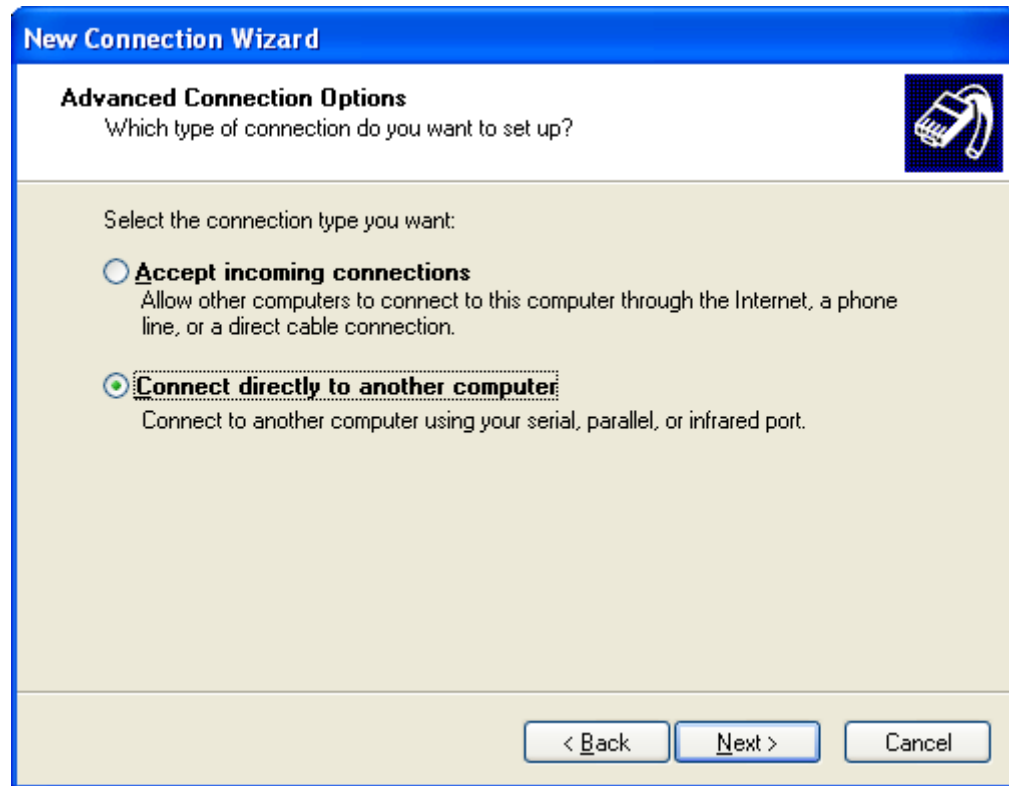 New Connection Wizard
Advanced Connection Options
Which type of connection do you want to set up?
Select the connection type you want:
Accept incoming connections
Allow other computers to connect to this computer through the Internet, a phone
line, or a direct cable connection.
Connect directly to another computer
Connect to another computer using your serial, parallel, or infrared port.
< Back Next > Cancel